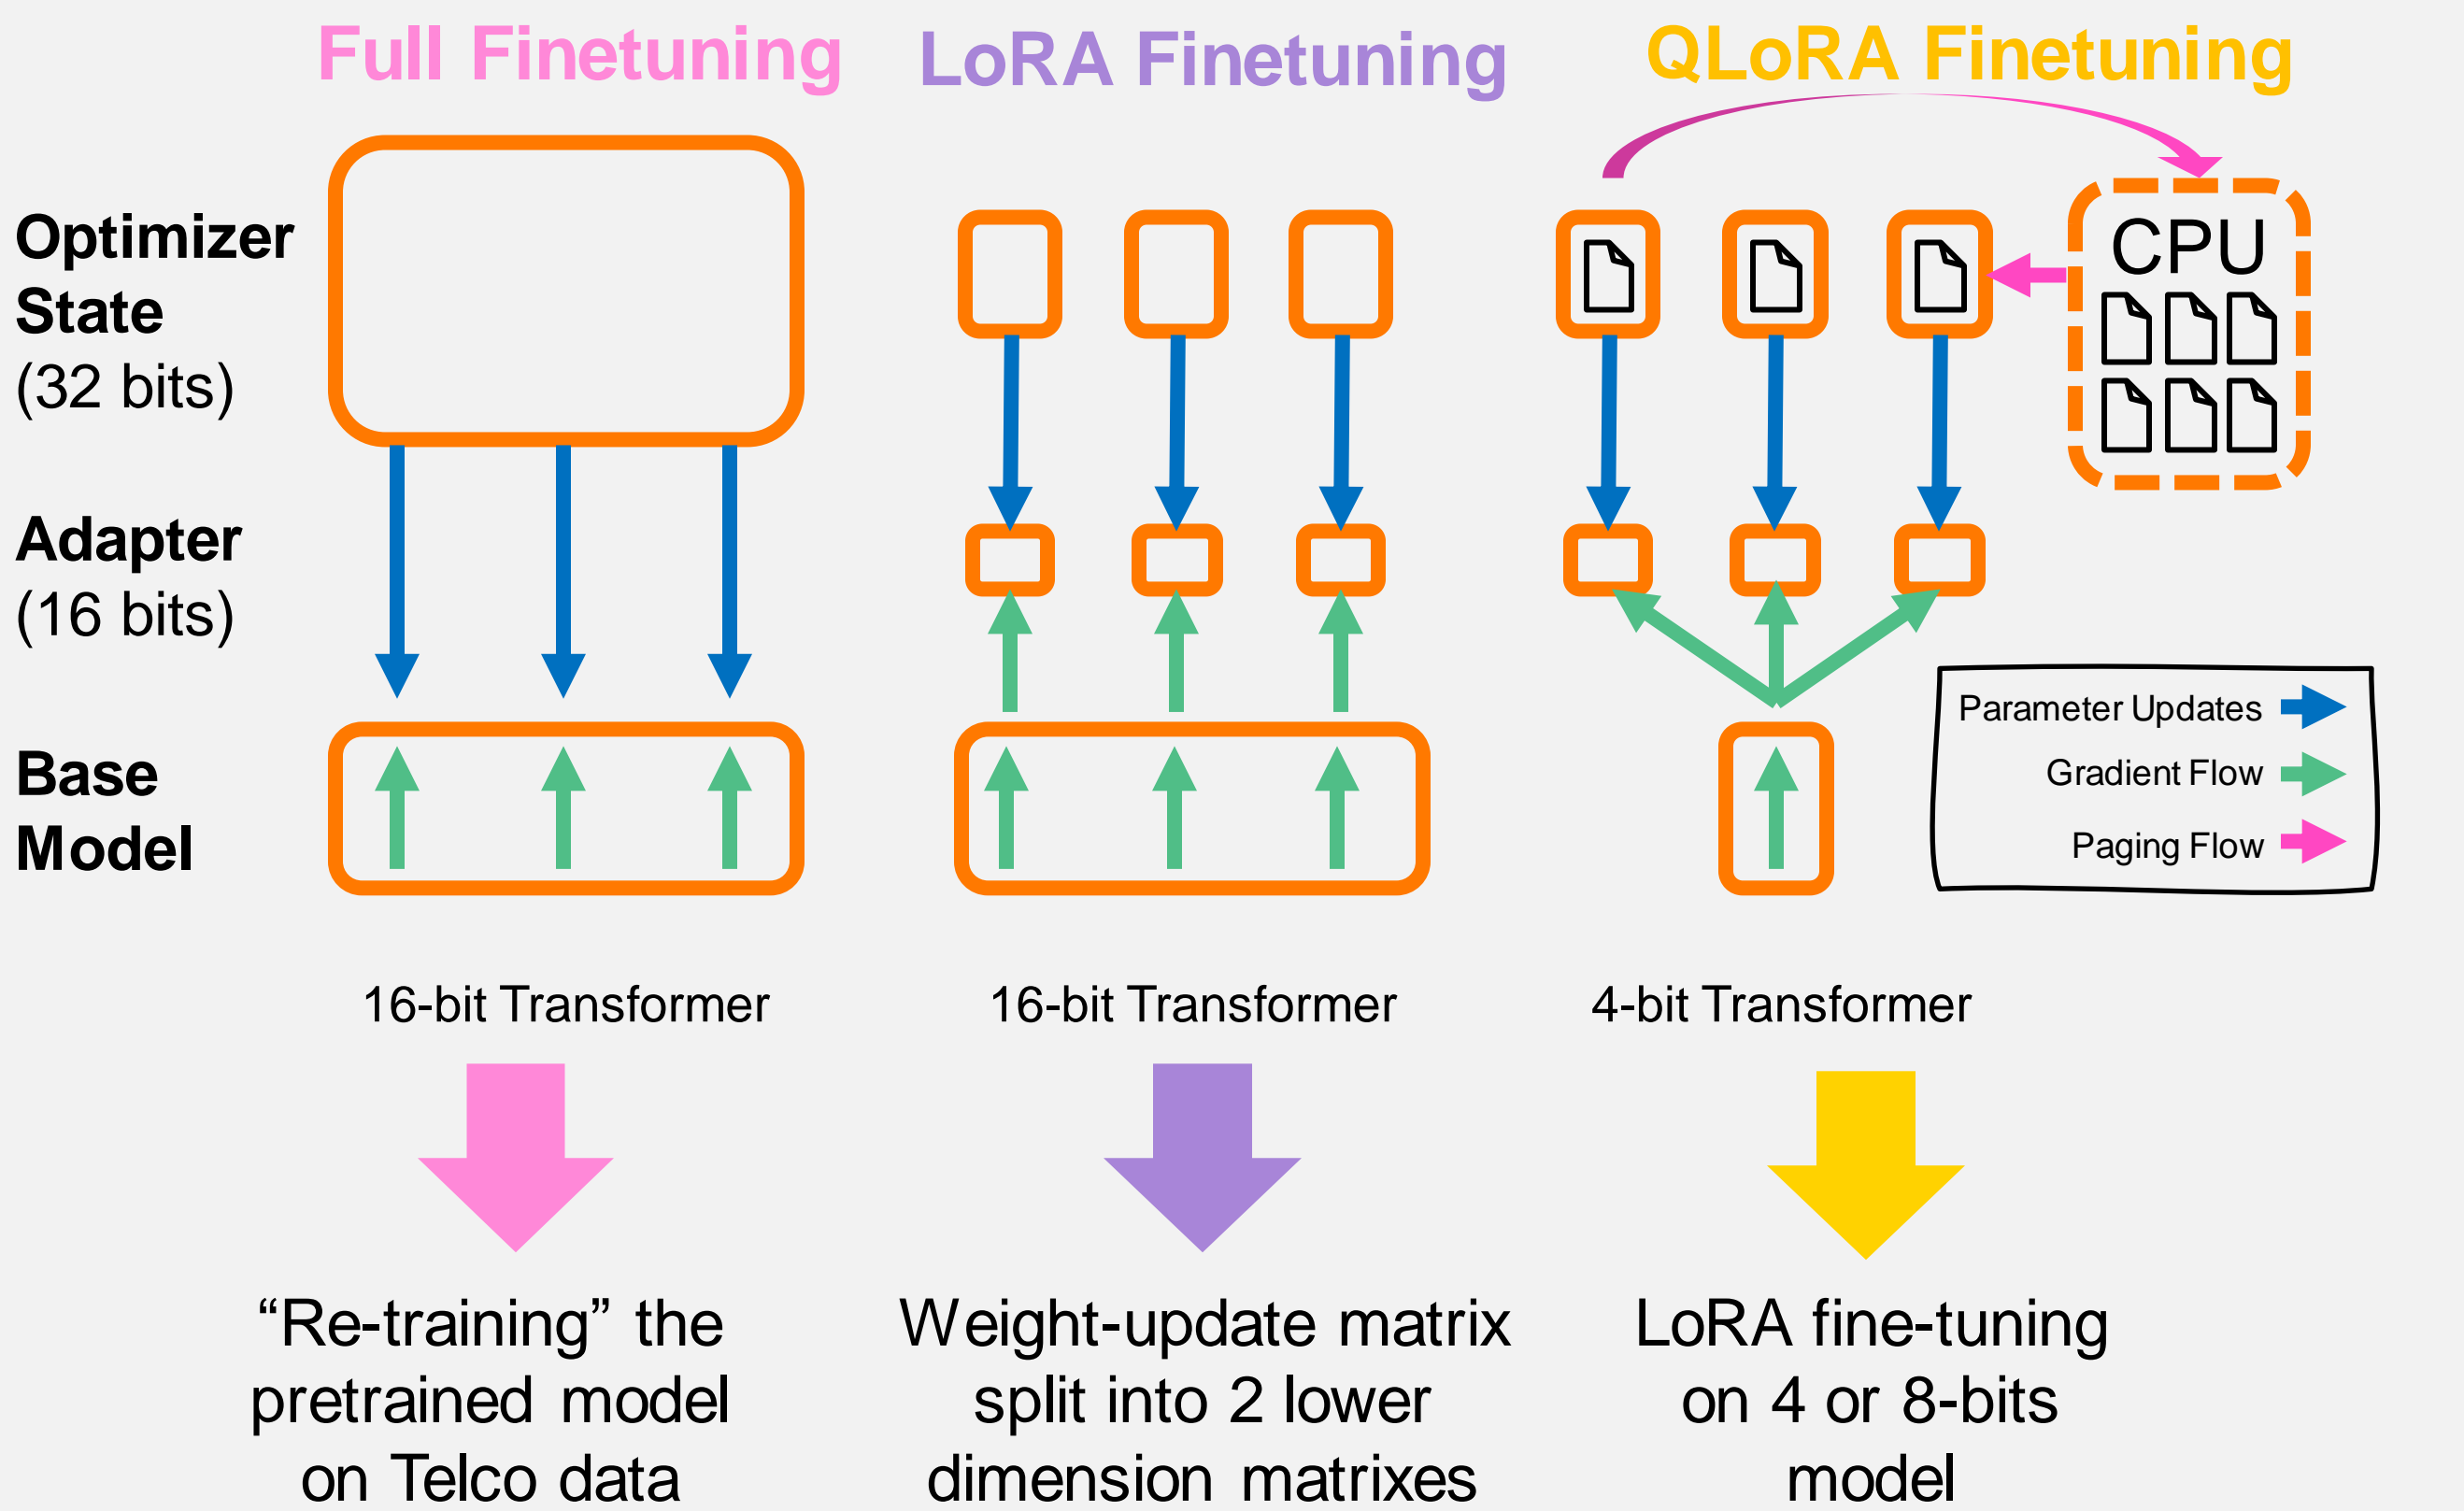 Full Finetuning
LoRA Finetuning
QLoRA Finetuning
Optimizer
State
(32 bits)
CPU
Adapter
(16 bits)
Base
Model
Parameter Updates
Gradient Flow
Paging Flow
16-bit Transformer
16-bit Transformer
4-bit Transformer
“Re-training” the
pretrained model
on Telco data
Weight-update matrix
split into 2 lower
dimension matrixes
LoRA fine-tuning
on 4 or 8-bits
model